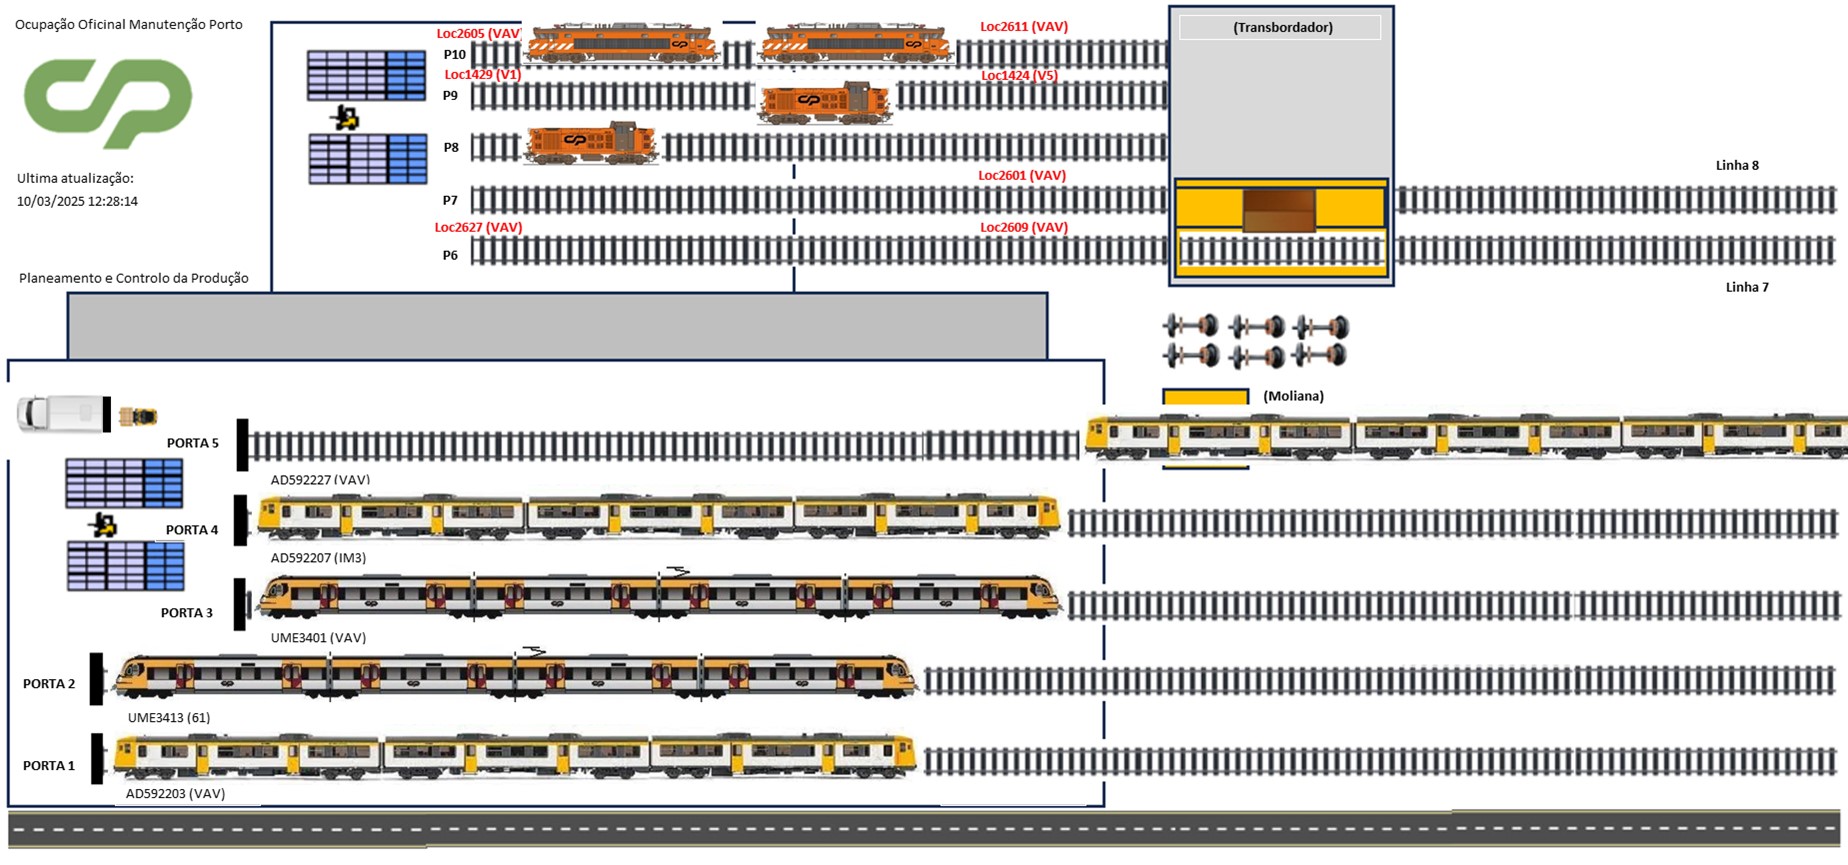 Ocupação Oficinal Manutenção Porto
cp
Ultima atualização:
10/03/2025 12:28:14
Planeamento e Controlo da Produção
Loc2605 (VAV)
Loc2611 (VAV)
P10
Loc1429 (V1)
Loc1424 (V5)
P9
P8
Loc2601 (VAV)
P7
Loc2627 (VAV)
Loc2609 (VAV)
P6
(Transbordador)
Linha 8
Linha 7
(Moliana)
PORTA 5
AD592227 (VAV)
PORTA 4
AD592207 (IM3)
PORTA 3
UME3401 (VAV)
PORTA 2
UME3413 (61)
PORTA 1
AD592203 (VAV)